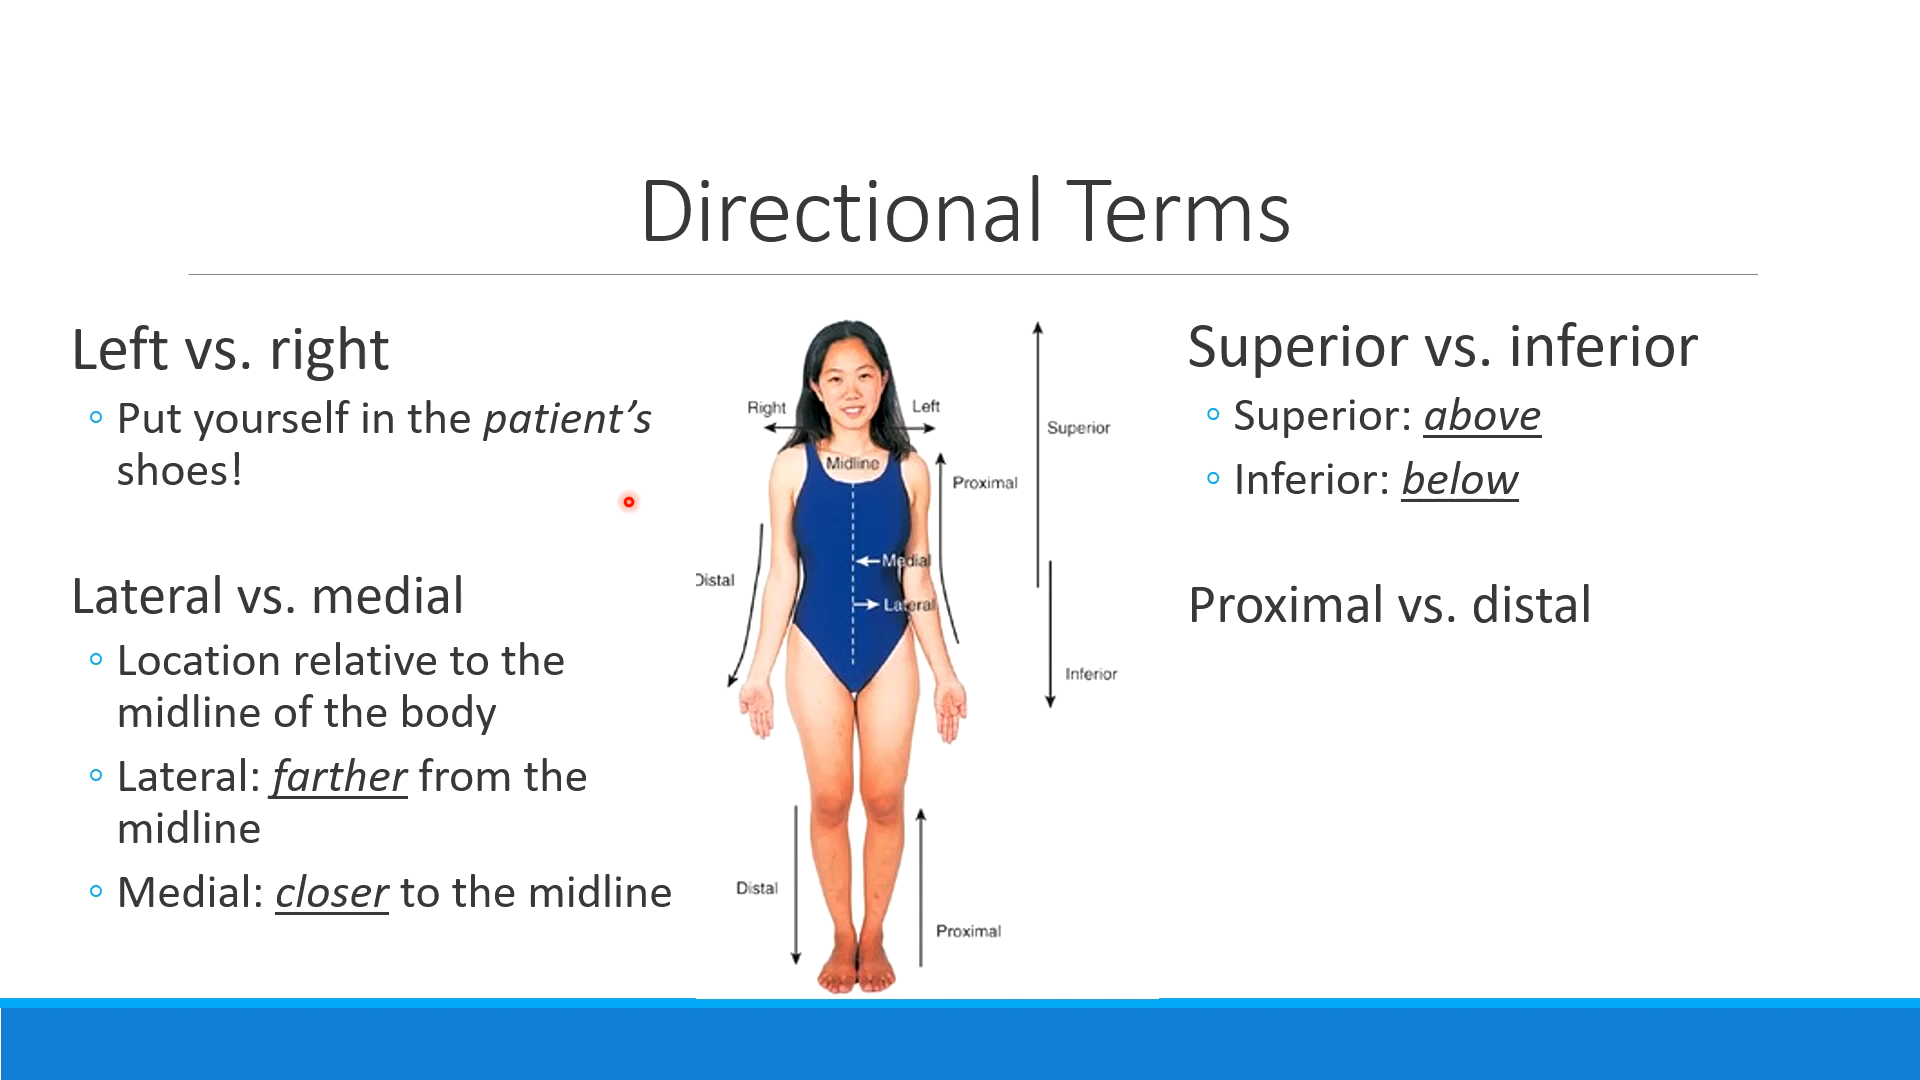 Directional Terms
Left vs. right
Put yourself in the patient's
shoes!
Lateral vs. medial
Location relative to the
midline of the body
Lateral: farther from the
midline
Medial: closer to the midline
Right
Left
Midline
Superior
Proximal
Medial
Distal
Lateral
Inferior
Distal
Proximal
Superior vs. inferior
Superior: above
Inferior: below
Proximal vs. distal